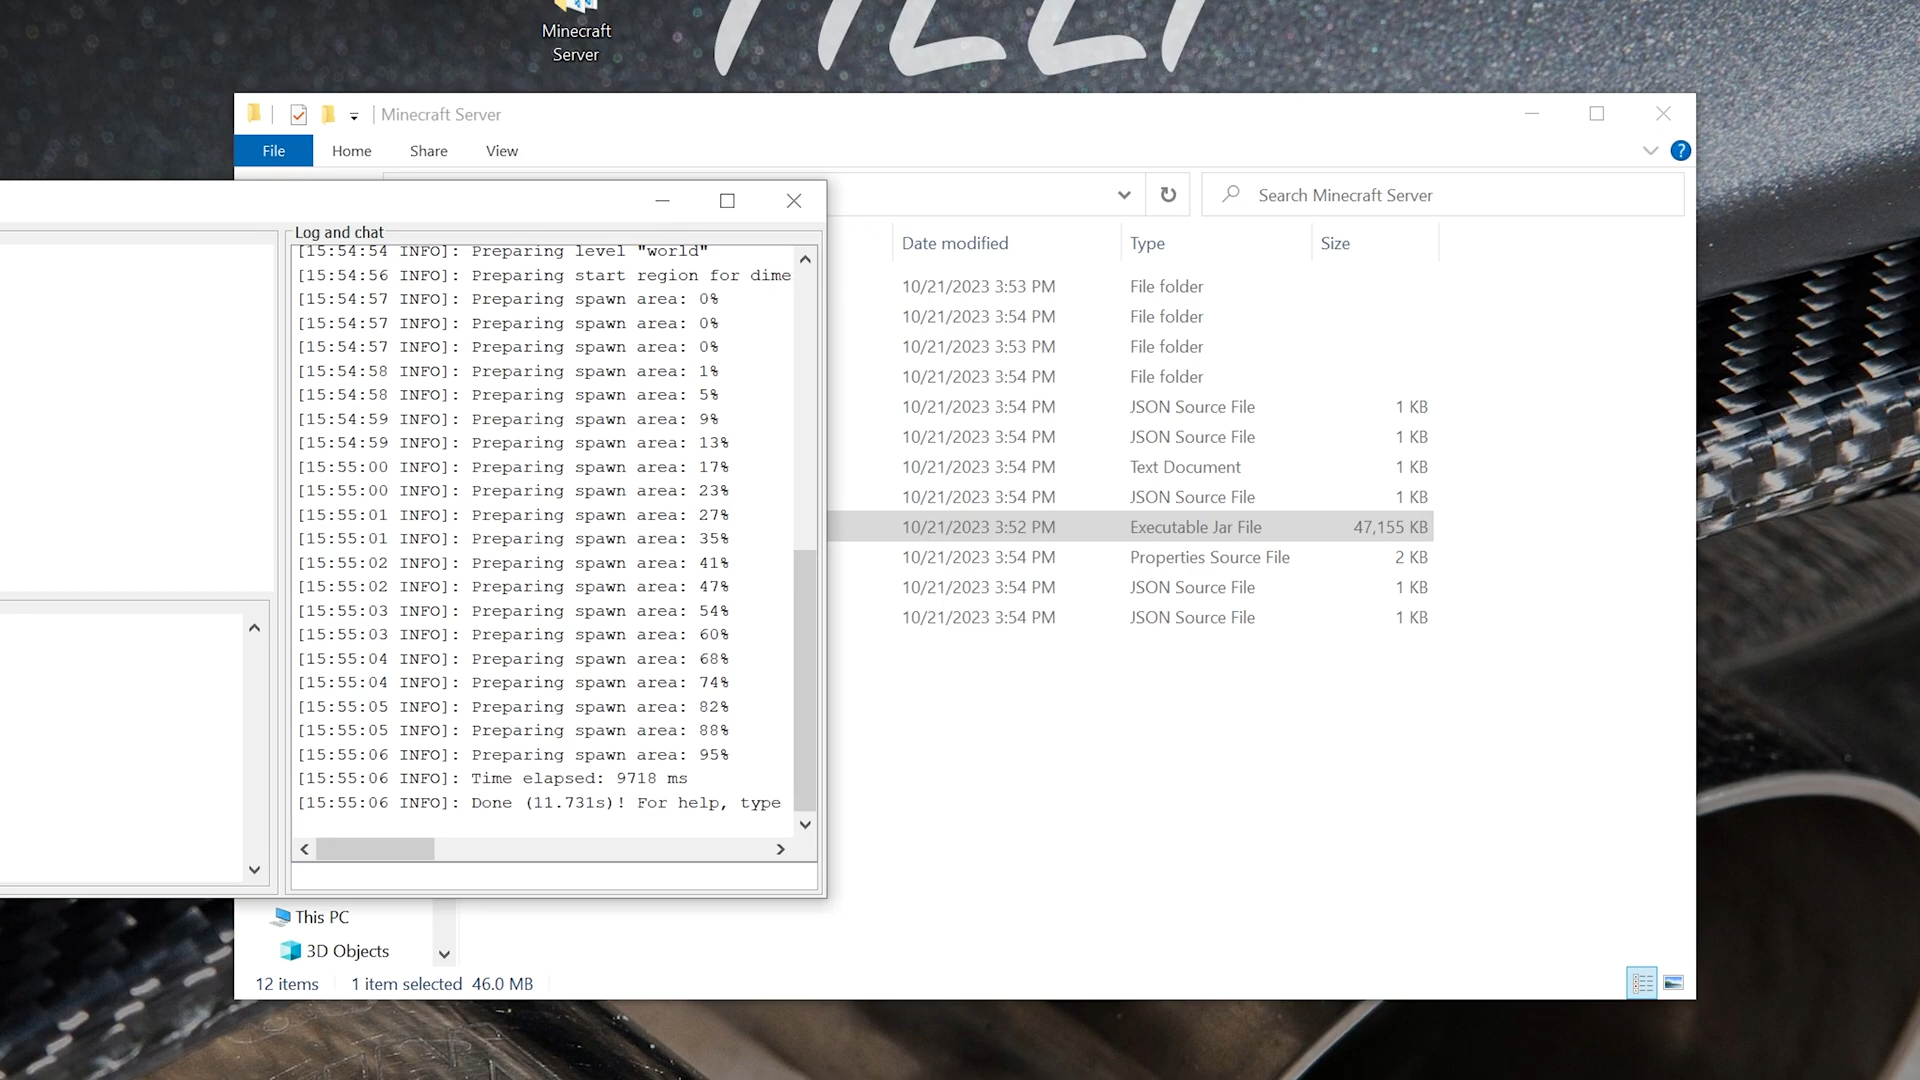 Minecraft
Server
Minecraft Server
File Home Share View
?
Search Minecraft Server
Log and chat
[15:54:54 INFO]: Preparing level "world"
[15:54:56 INFO]: Preparing start region for dime
[15:54:57 INFO]: Preparing spawn area: 0%
[15:54:57 INFO]: Preparing spawn area: 0%
[15:54:57 INFO]: Preparing spawn area: 0%
[15:54:58 INFO]: Preparing spawn area: 1%
[15:54:58 INFO]: Preparing spawn area: 5%
[15:54:59 INFO]: Preparing spawn area: 9%
[15:54:59 INFO]: Preparing spawn area: 13%
[15:55:00 INFO]: Preparing spawn area: 17%
[15:55:00 INFO]: Preparing spawn area: 23%
[15:55:01 INFO]: Preparing spawn area: 27%
[15:55:01 INFO]: Preparing spawn area: 35%
[15:55:02 INFO]: Preparing spawn area: 41%
[15:55:02 INFO]: Preparing spawn area: 47%
[15:55:03 INFO]: Preparing spawn area: 54%
[15:55:03 INFO]: Preparing spawn area: 60%
[15:55:04 INFO]: Preparing spawn area: 68%
[15:55:04 INFO]: Preparing spawn area: 74%
[15:55:05 INFO]: Preparing spawn area: 82%
[15:55:05 INFO]: Preparing spawn area: 88%
[15:55:06 INFO]: Preparing spawn area: 95%
[15:55:06 INFO]: Time elapsed: 9718 ms
[15:55:06 INFO]: Done (11.731s)! For help, type
Date modified Type Size
10/21/2023 3:53 PM File folder
10/21/2023 3:54 PM File folder
10/21/2023 3:53 PM File folder
10/21/2023 3:54 PM File folder
10/21/2023 3:54 PM JSON Source File 1 KB
10/21/2023 3:54 PM JSON Source File 1 KB
10/21/2023 3:54 PM Text Document 1 KB
10/21/2023 3:54 PM JSON Source File 1 KB
10/21/2023 3:52 PM Executable Jar File 47,155 KB
10/21/2023 3:54 PM Properties Source File 2 KB
10/21/2023 3:54 PM JSON Source File 1 KB
10/21/2023 3:54 PM JSON Source File 1 KB
This PC
3D Objects
12 items 1 item selected 46.0 MB